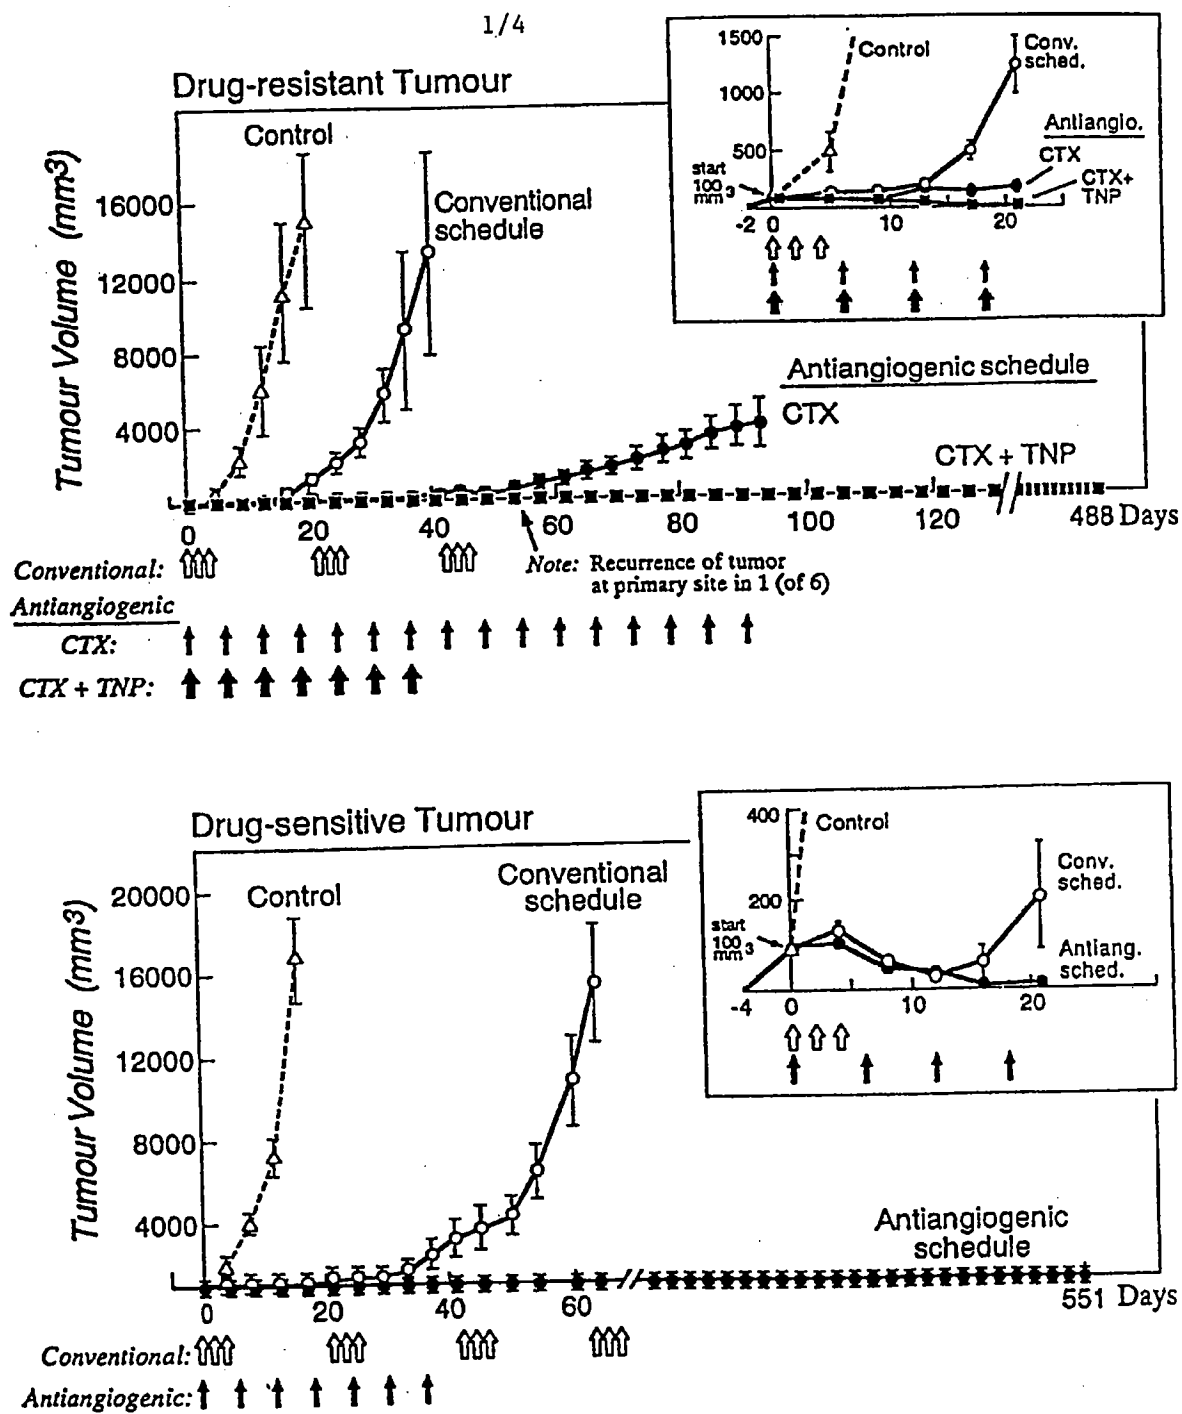 1/4
Drug-resistant Tumour
Control
Conventional
schedule
Tumour Volume (mm3)
16000
12000
8000
4000
0 20 40 60 80 100 120 488 Days
Antiangiogenic schedule
CTX
CTX + TNP
Note: Recurrence of tumor
at primary site in 1 (of 6)
Conventional:
Antiangiogenic
CTX:
CTX + TNP:
1500
1000
500
Control
Conv.
sched.
Antiangio.
CTX
CTX+
TNP
start
100
mm3
-2 0 10 20
Drug-sensitive Tumour
Control
Conventional
schedule
Tumour Volume (mm3)
20000
16000
12000
8000
4000
0 20 40 60 551 Days
Antiangiogenic
schedule
Conventional:
Antiangiogenic:
400
200
Control
Conv.
sched.
Antiang.
sched.
start
100
mm3
-4 0 10 20